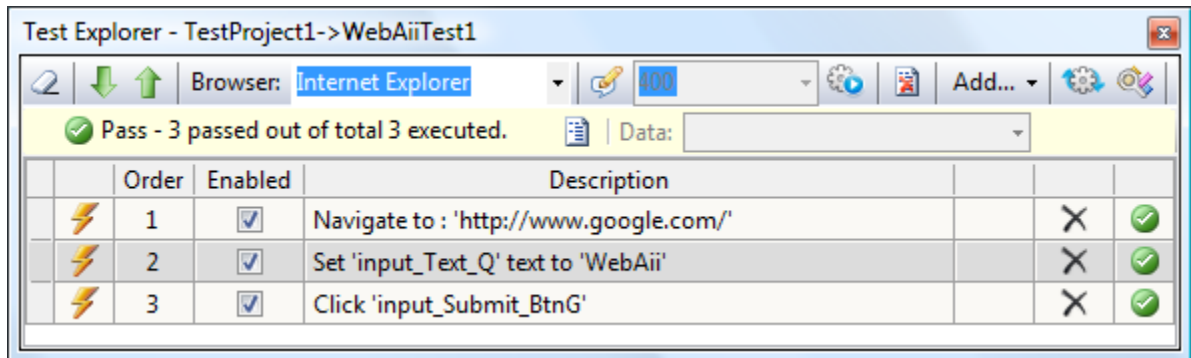 Test Explorer - TestProject1->WebAiiTest1
Browser: Internet Explorer 400 Add...
Pass - 3 passed out of total 3 executed. Data:
Order Enabled Description
1 Navigate to : 'http://www.google.com/'
2 Set 'input_Text_Q' text to 'WebAii'
3 Click 'input_Submit_BtnG'